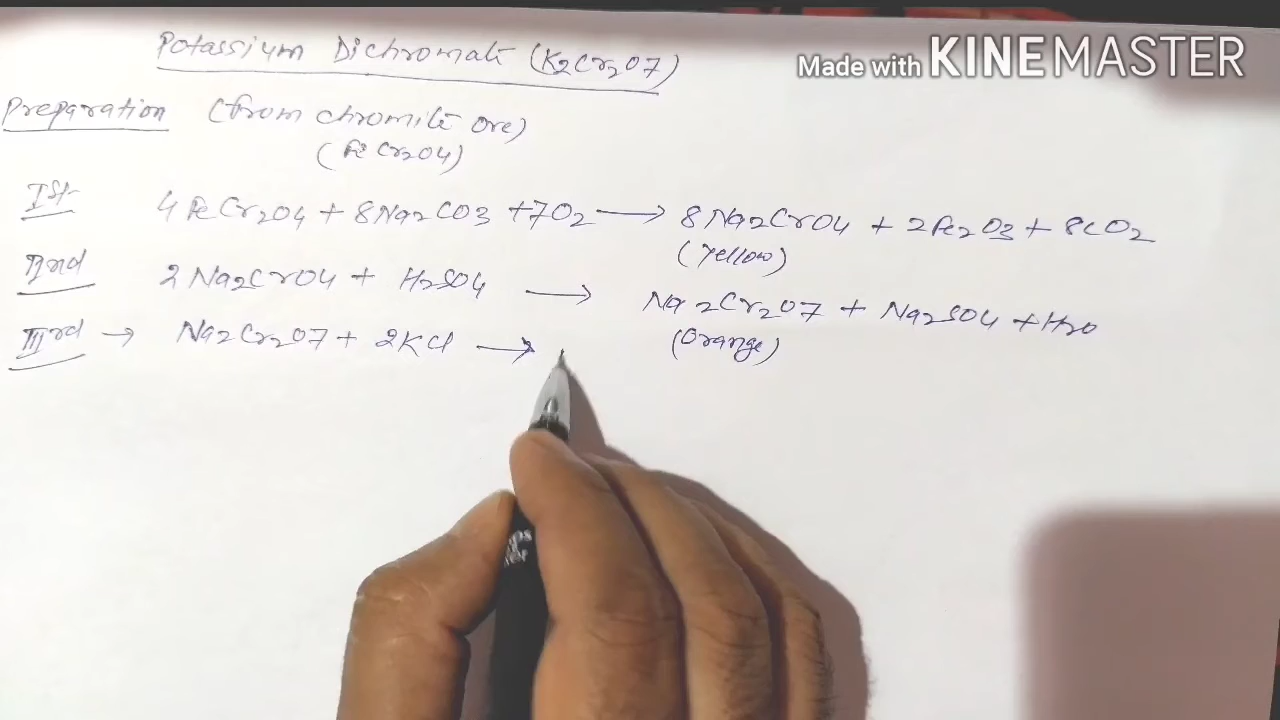 Potassium Dichromate (K2Cr2O7)
Made with KINEMASTER
Preparation (from chromite ore)
(FeCr2O4)
Ist 4FeCr2O4 + 8Na2CO3 + 7O2 → 8Na2CrO4 + 2Fe2O3 + 8CO2
(Yellow)
IInd 2Na2CrO4 + H2SO4 → Na2Cr2O7 + Na2SO4 + H2O
(Orange)
IIIrd → Na2Cr2O7 + 2KCl →